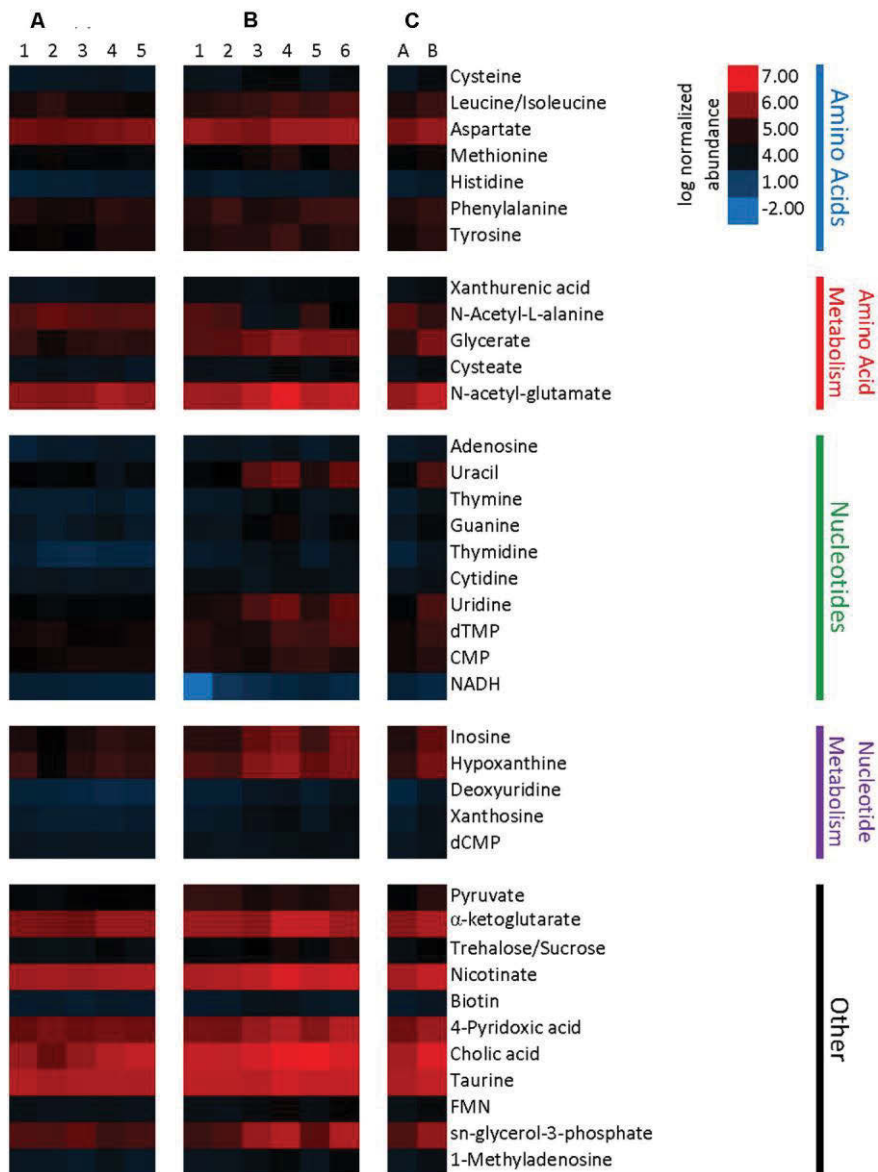 A B C
1 2 3 4 5 1 2 3 4 5 6 A B
Cysteine
Leucine/Isoleucine
Aspartate
Methionine
Histidine
Phenylalanine
Tyrosine
7.00
6.00
5.00
4.00
1.00
-2.00
log normalized
abundance
Amino Acids
Xanthurenic acid
N-Acetyl-L-alanine
Glycerate
Cysteate
N-acetyl-glutamate
Amino Acid
Metabolism
Adenosine
Uracil
Thymine
Guanine
Thymidine
Cytidine
Uridine
dTMP
CMP
NADH
Nucleotides
Inosine
Hypoxanthine
Deoxyuridine
Xanthosine
dCMP
Nucleotide
Metabolism
Pyruvate
α-ketoglutarate
Trehalose/Sucrose
Nicotinate
Biotin
4-Pyridoxic acid
Cholic acid
Taurine
FMN
sn-glycerol-3-phosphate
1-Methyladenosine
Other